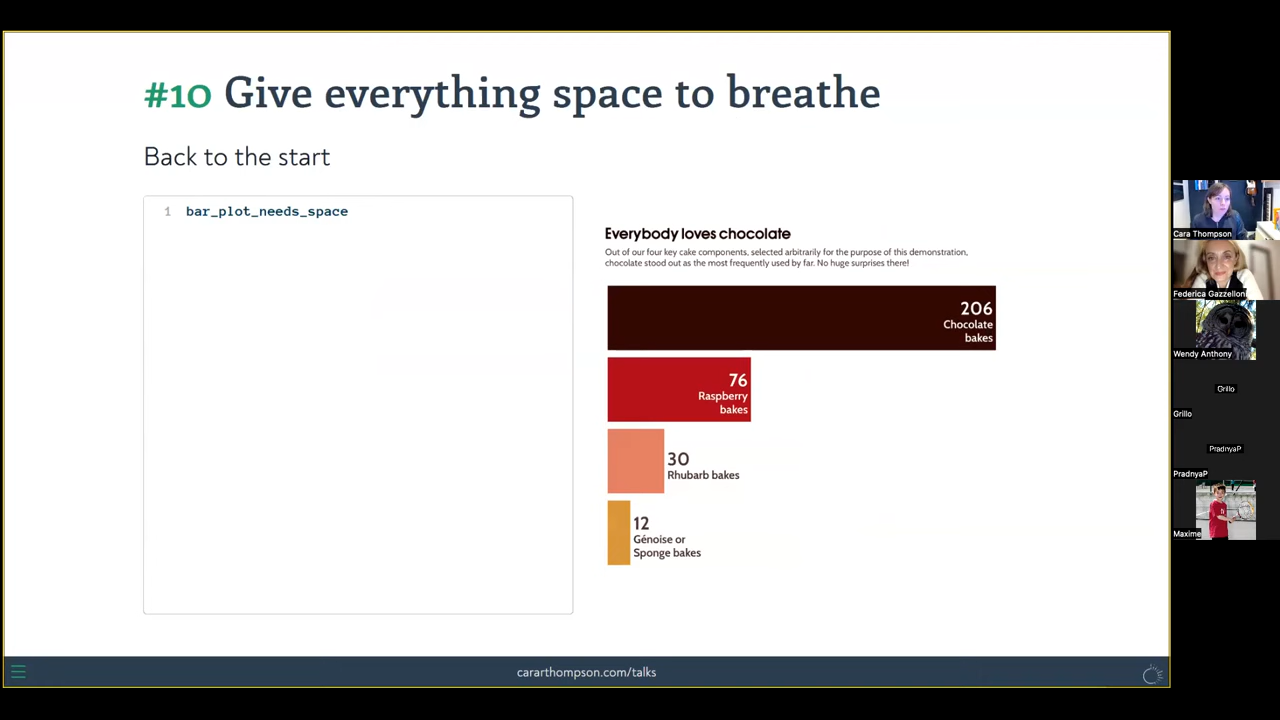 #10 Give everything space to breathe
Back to the start
1 bar_plot_needs_space
Everybody loves chocolate
Out of our four key cake components, selected arbitrarily for the purpose of this demonstration,
chocolate stood out as the most frequently used by far. No huge surprises there!
206
Chocolate
bakes
76
Raspberry
bakes
30
Rhubarb bakes
12
Génoise or
Sponge bakes
cararthompson.com/talks
Cara Thompson
Federica Gazzelloni
Wendy Anthony
Grillo
Grillo
PradnyaP
PradnyaP
Maxime